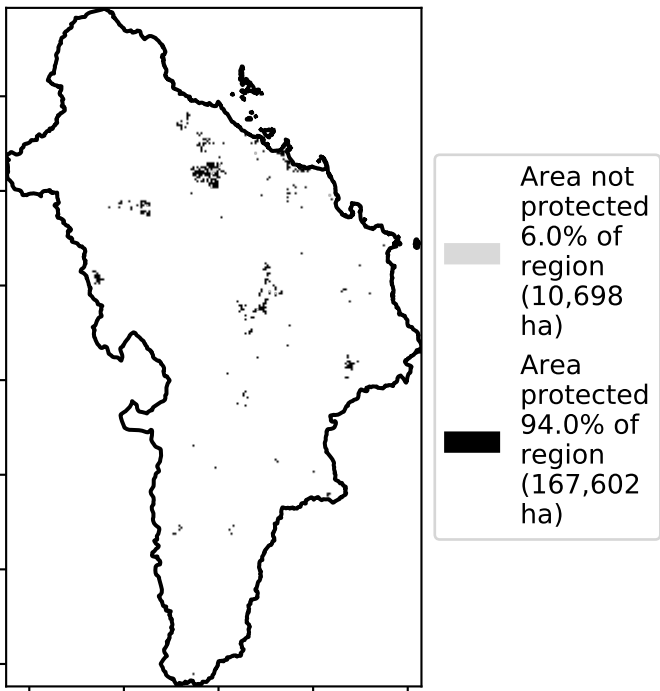 Area not
protected
6.0% of
region
(10,698
ha)
Area
protected
94.0% of
region
(167,602
ha)